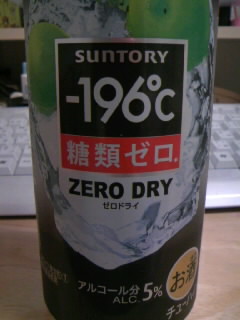 SUNTORY
-196℃
糖類ゼロ。
ZERO DRY
ゼロドライ
アルコール分
ALC. 5%
お酒
チューハイ